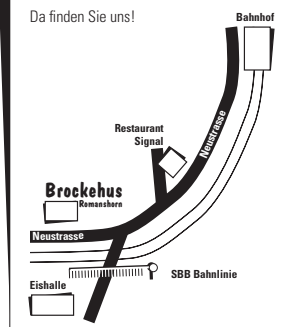 Da finden Sie uns!
Bahnhof
Restaurant
Signal
Neustrasse
Brockehus
Romanshorn
Neustrasse
SBB Bahnlinie
Eishalle